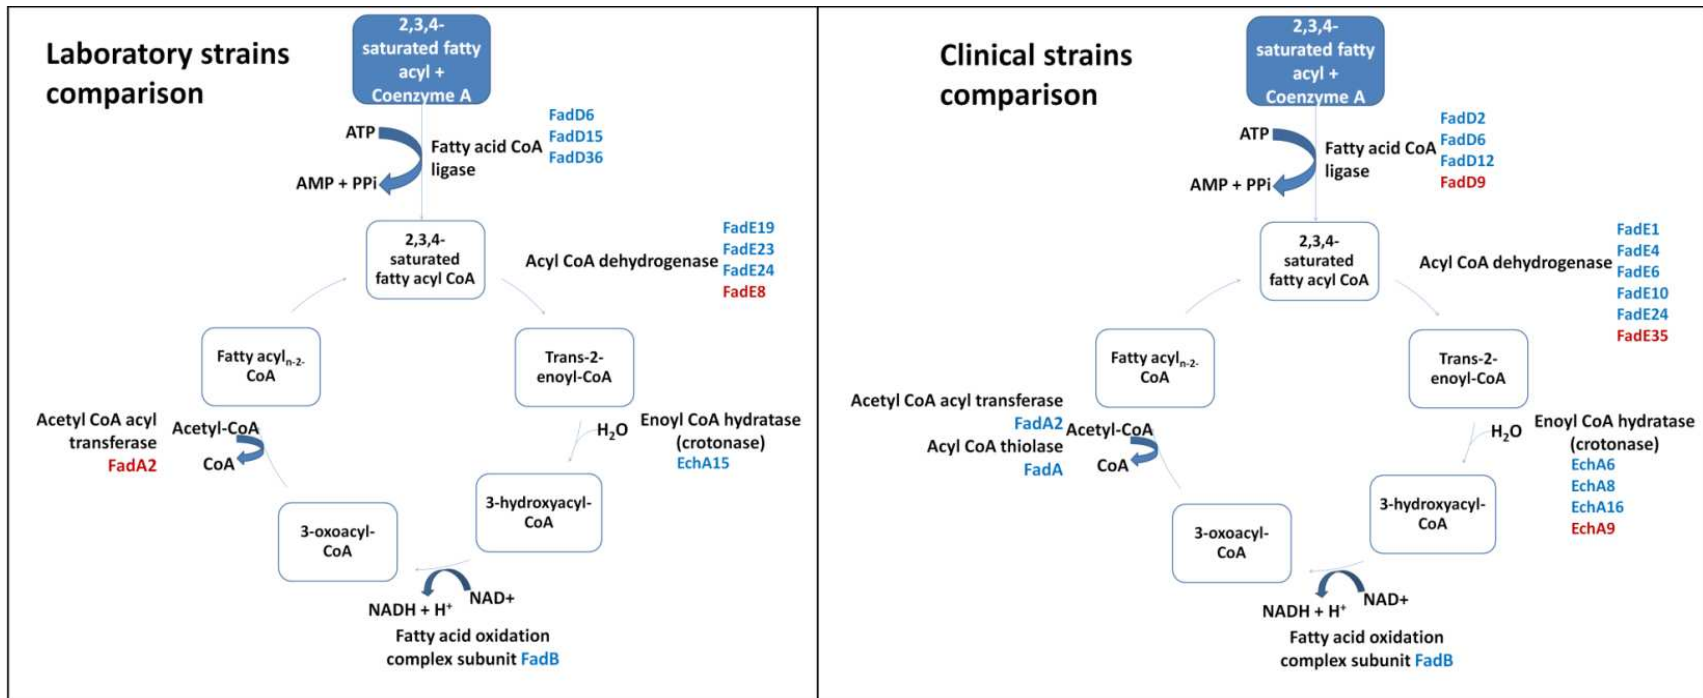 Laboratory strains
comparison
2,3,4-
saturated fatty
acyl +
Coenzyme A
ATP
AMP + PPi
Fatty acid CoA
ligase
FadD6
FadD15
FadD36
2,3,4-
saturated
fatty acyl CoA
Acyl CoA dehydrogenase
FadE19
FadE23
FadE24
FadE8
Fatty acyl n-2-
CoA
Trans-2-
enoyl-CoA
Acetyl CoA acyl
transferase
FadA2
Acetyl-CoA
CoA
H2O
Enoyl CoA hydratase
(crotonase)
EchA15
3-oxoacyl-
CoA
3-hydroxyacyl-
CoA
NADH + H+
NAD+
Fatty acid oxidation
complex subunit FadB
Clinical strains
comparison
2,3,4-
saturated fatty
acyl +
Coenzyme A
ATP
AMP + PPi
Fatty acid CoA
ligase
FadD2
FadD6
FadD12
FadD9
2,3,4-
saturated
fatty acyl CoA
Acyl CoA dehydrogenase
FadE1
FadE4
FadE6
FadE10
FadE24
FadE35
Fatty acyl n-2-
CoA
Trans-2-
enoyl-CoA
Acetyl CoA acyl transferase
FadA2
Acyl CoA thiolase
FadA
Acetyl-CoA
CoA
H2O
Enoyl CoA hydratase
(crotonase)
EchA6
EchA8
EchA16
EchA9
3-oxoacyl-
CoA
3-hydroxyacyl-
CoA
NADH + H+
NAD+
Fatty acid oxidation
complex subunit FadB